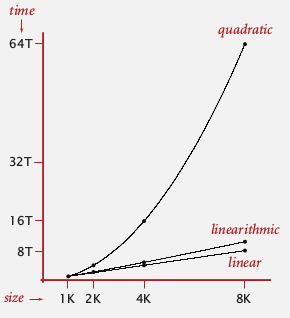 time
quadratic
64T
32T
16T
linearithmic
8T
linear
size
1K 2K 4K 8K